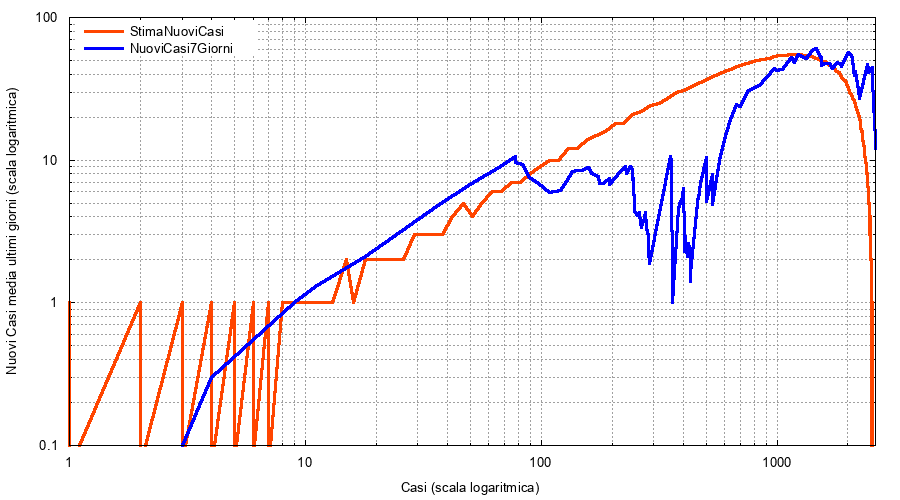 100
StimaNuoviCasi
NuoviCasi7Giorni
10
1
0.1
Nuovi Casi media ultimi giorni (scala logaritmica)
1
10
100
1000
Casi (scala logaritmica)